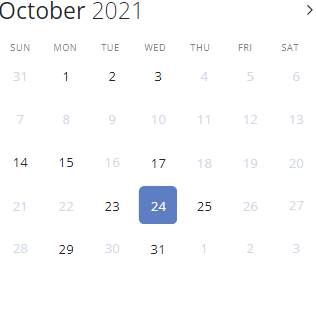 October 2021
SUN MON TUE WED THU FRI SAT
31 1 2 3 4 5 6
7 8 9 10 11 12 13
14 15 16 17 18 19 20
21 22 23 24 25 26 27
28 29 30 31 1 2 3